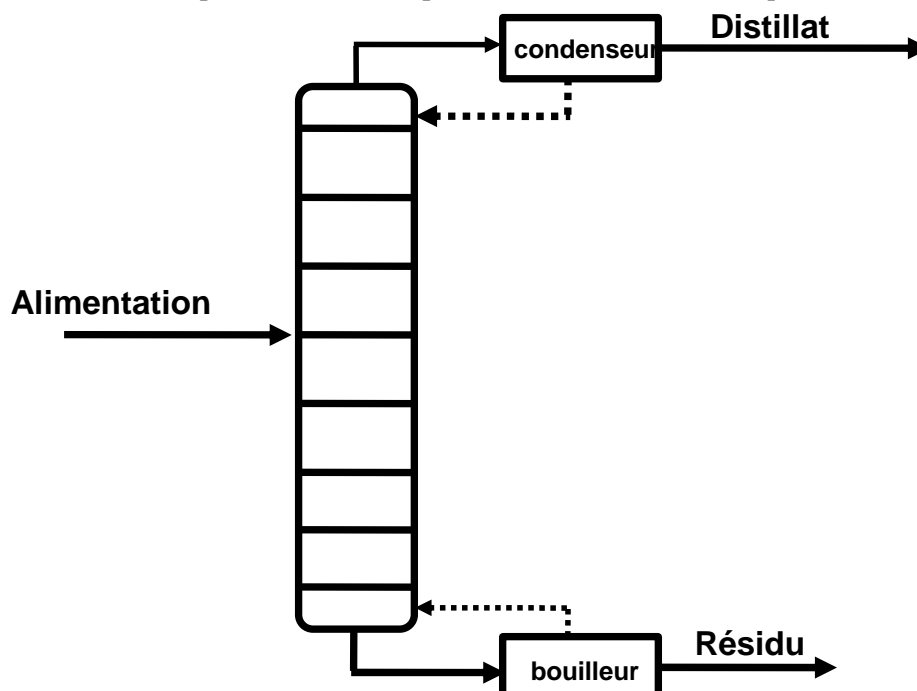 Distillat
condenseur
Alimentation
Résidu
bouilleur